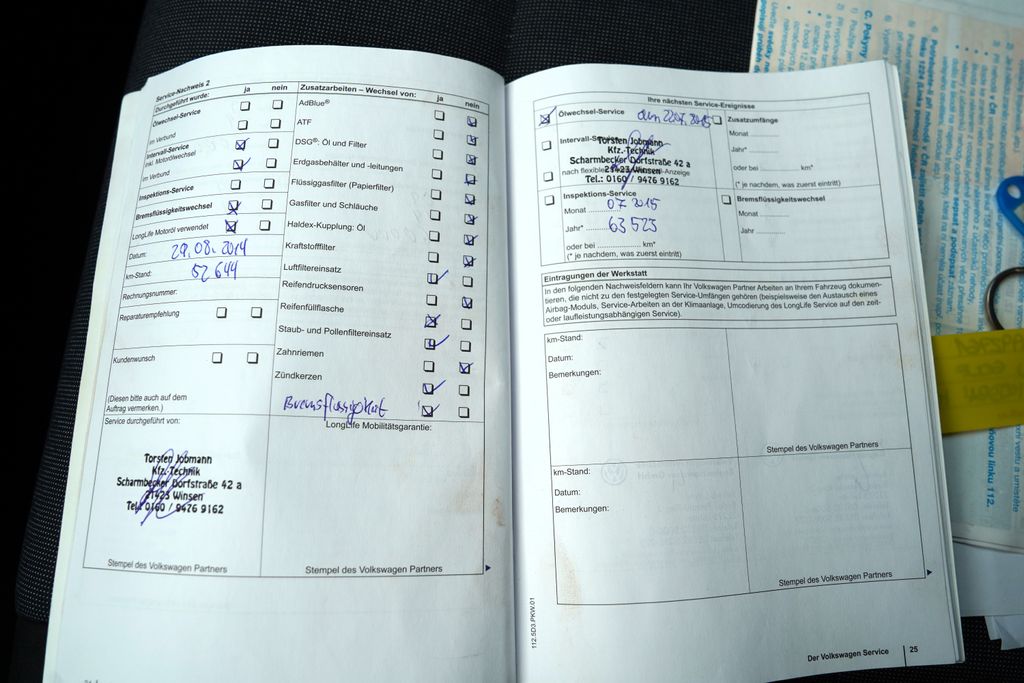 Service-Nachweis 2
Durchgeführt wurde:
ja nein
Ölwechsel-Service
im Verbund
Intervall-Service
inkl. Motorölwechsel
im Verbund
Inspektions-Service
Bremsflüssigkeitswechsel
LongLife Motoröl verwendet
Datum: 29.08.2014
km-Stand: 52 644
Rechnungsnummer:
Reparaturempfehlung
Kundenwunsch
(Diesen bitte auch auf dem
Auftrag vermerken.)
Service durchgeführt von:
Torsten Jobmann
Kfz.-Technik
Scharmbecker Dorfstraße 42 a
21423 Winsen
Tel.: 0160 / 9476 9162
Stempel des Volkswagen Partners
Zusatzarbeiten – Wechsel von:
ja nein
AdBlue®
ATF
DSG®: Öl und Filter
Erdgasbehälter und -leitungen
Flüssiggasfilter (Papierfilter)
Gasfilter und Schläuche
Haldex-Kupplung: Öl
Kraftstofffilter
Luftfiltereinsatz
Reifendrucksensoren
Reifenfüllflasche
Staub- und Pollenfiltereinsatz
Zahnriemen
Zündkerzen
LongLife Mobilitätsgarantie:
Stempel des Volkswagen Partners
Ihre nächsten Service-Ereignisse
Ölwechsel-Service
Torsten Jobmann
Kfz.-Technik
Scharmbecker Dorfstraße 42 a
21423 Winsen
nach flexibler
-Anzeige
Tel.: 0160 / 9476 9162
Inspektions-Service
Monat 07 2015
Jahr* 63 523
oder bei km*
(* je nachdem, was zuerst eintritt)
Zusatzumfänge
Monat
Jahr*
oder bei km*
(* je nachdem, was zuerst eintritt)
Bremsflüssigkeitswechsel
Monat
Jahr
Eintragungen der Werkstatt
In den folgenden Nachweisfeldern kann Ihr Volkswagen Partner Arbeiten an Ihrem Fahrzeug dokumen-
tieren, die nicht zu den festgelegten Service-Umfängen gehören (beispielsweise den Austausch eines
Airbag-Moduls, Service-Arbeiten an der Klimaanlage, Umcodierung des LongLife Service auf den zeit-
oder laufleistungsabhängigen Service).
km-Stand:
Datum:
Bemerkungen:
Stempel des Volkswagen Partners
km-Stand:
Datum:
Bemerkungen:
Stempel des Volkswagen Partners
112.5D3.PKW.01
Der Volkswagen Service 25
C. Pokyny